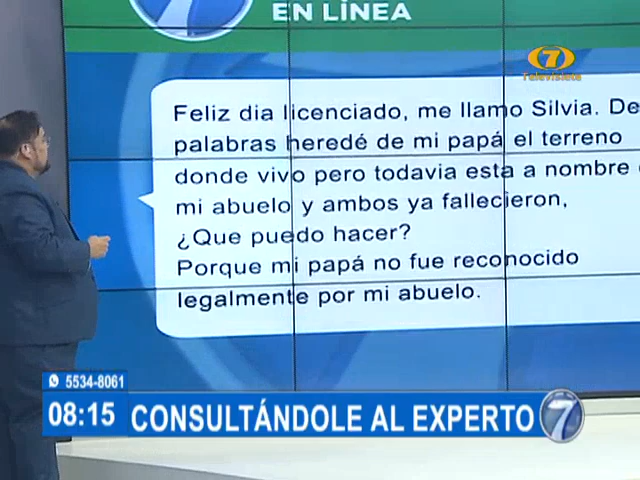 7
EN LÍNEA
7
Televisiete
Feliz dia licenciado, me llamo Silvia. De
palabras heredé de mi papá el terreno
donde vivo pero todavia esta a nombre
mi abuelo y ambos ya fallecieron,
¿Que puedo hacer?
Porque mi papá no fue reconocido
legalmente por mi abuelo.
5534-8061
08:15 CONSULTÁNDOLE AL EXPERTO 7